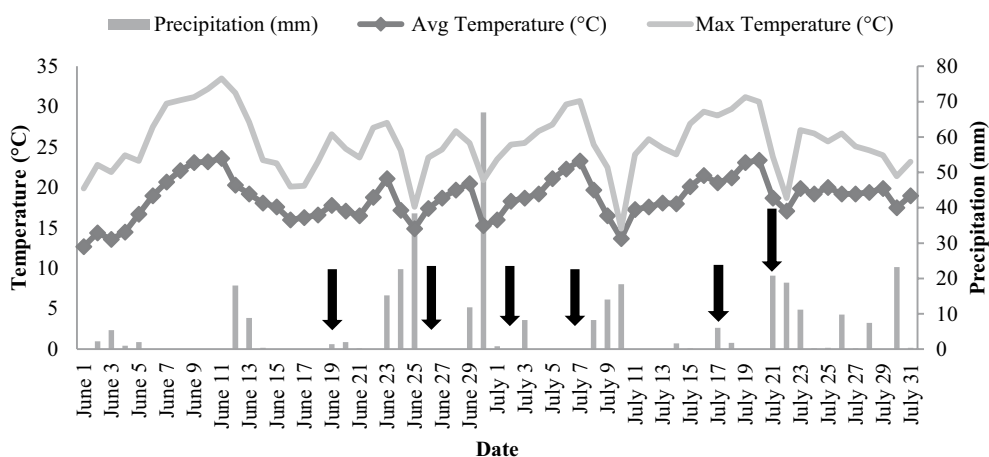 Precipitation (mm) Avg Temperature (°C) Max Temperature (°C)
Temperature (°C)
35
30
25
20
15
10
5
0
80
70
60
50
40
30
20
10
0
Precipitation (mm)
June 1
June 3
June 5
June 7
June 9
June 11
June 13
June 15
June 17
June 19
June 21
June 23
June 25
June 27
June 29
July 1
July 3
July 5
July 7
July 9
July 11
July 13
July 15
July 17
July 19
July 21
July 23
July 25
July 27
July 29
July 31
Date